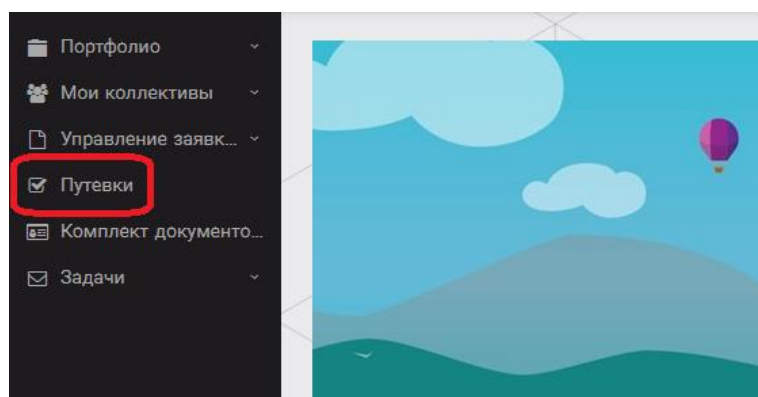 Портфолио
Мои коллективы
Управление заявк...
Путевки
Комплект документо...
Задачи